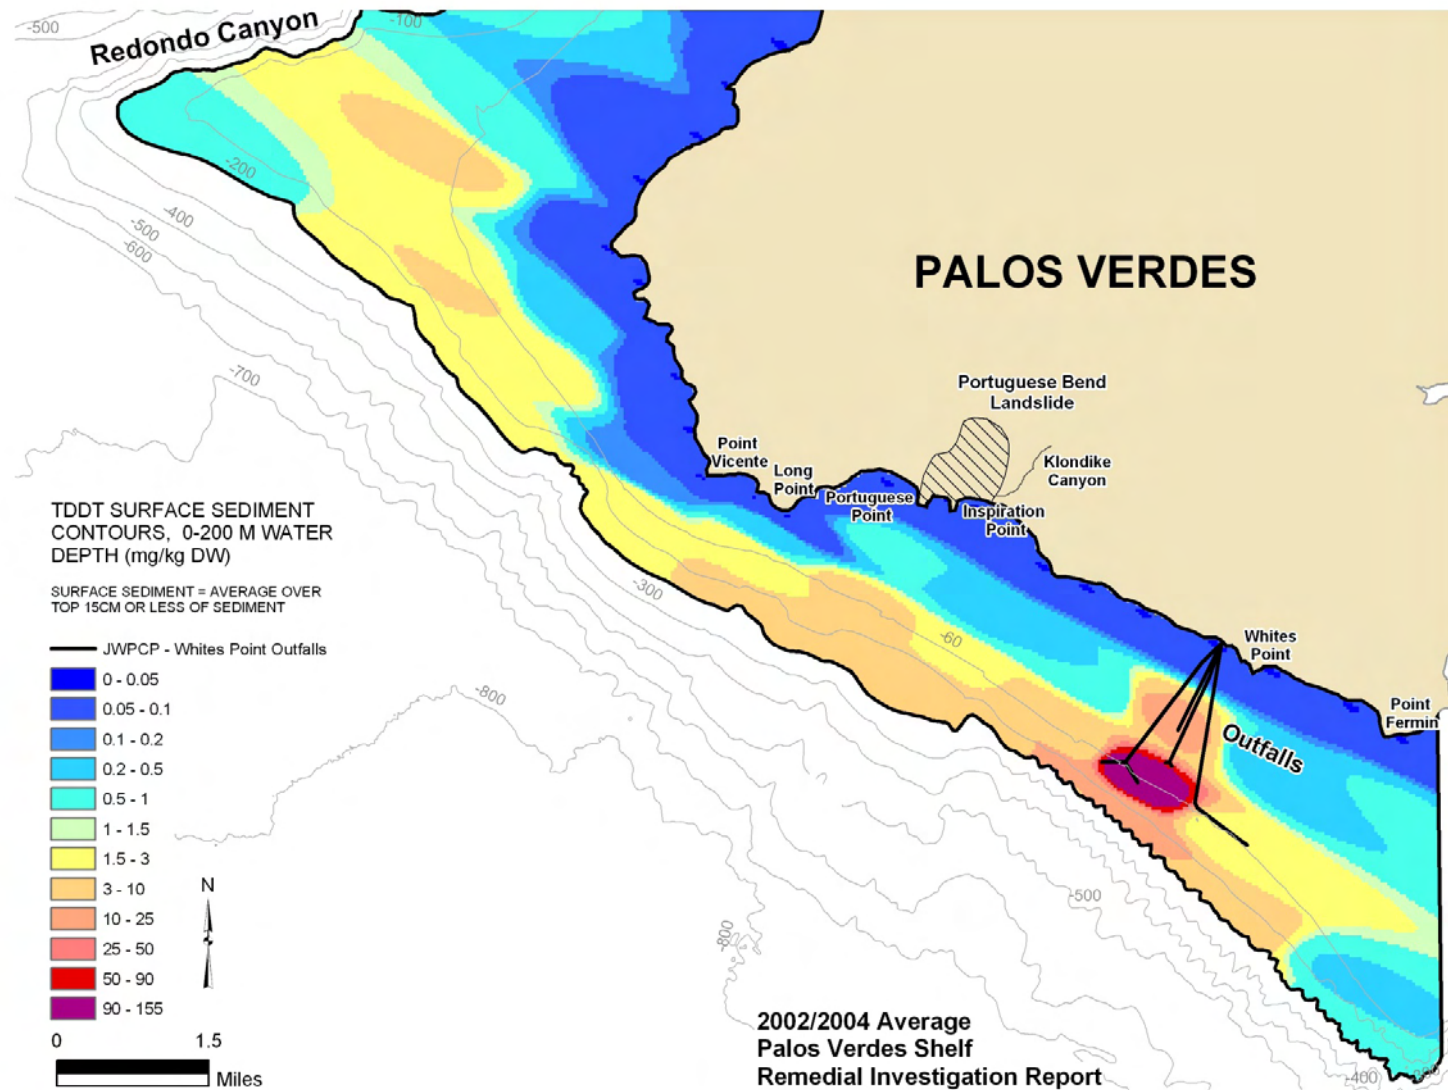 -500
-100
Redondo Canyon
-200
-400
-500
-600
PALOS VERDES
-700
Portuguese Bend
Landslide
Point
Vicente
Long
Point
Klondike
Canyon
Portuguese
Point
Inspiration
Point
TDDT SURFACE SEDIMENT
CONTOURS, 0-200 M WATER
DEPTH (mg/kg DW)
SURFACE SEDIMENT = AVERAGE OVER
TOP 15CM OR LESS OF SEDIMENT
-300
-60
Whites
Point
JWPCP - Whites Point Outfalls
0 - 0.05
0.05 - 0.1
0.1 - 0.2
0.2 - 0.5
0.5 - 1
1 - 1.5
1.5 - 3
3 - 10
10 - 25
25 - 50
50 - 90
90 - 155
-800
Point
Fermin
Outfalls
N
-500
-800
0 1.5
Miles
2002/2004 Average
Palos Verdes Shelf
Remedial Investigation Report
-400